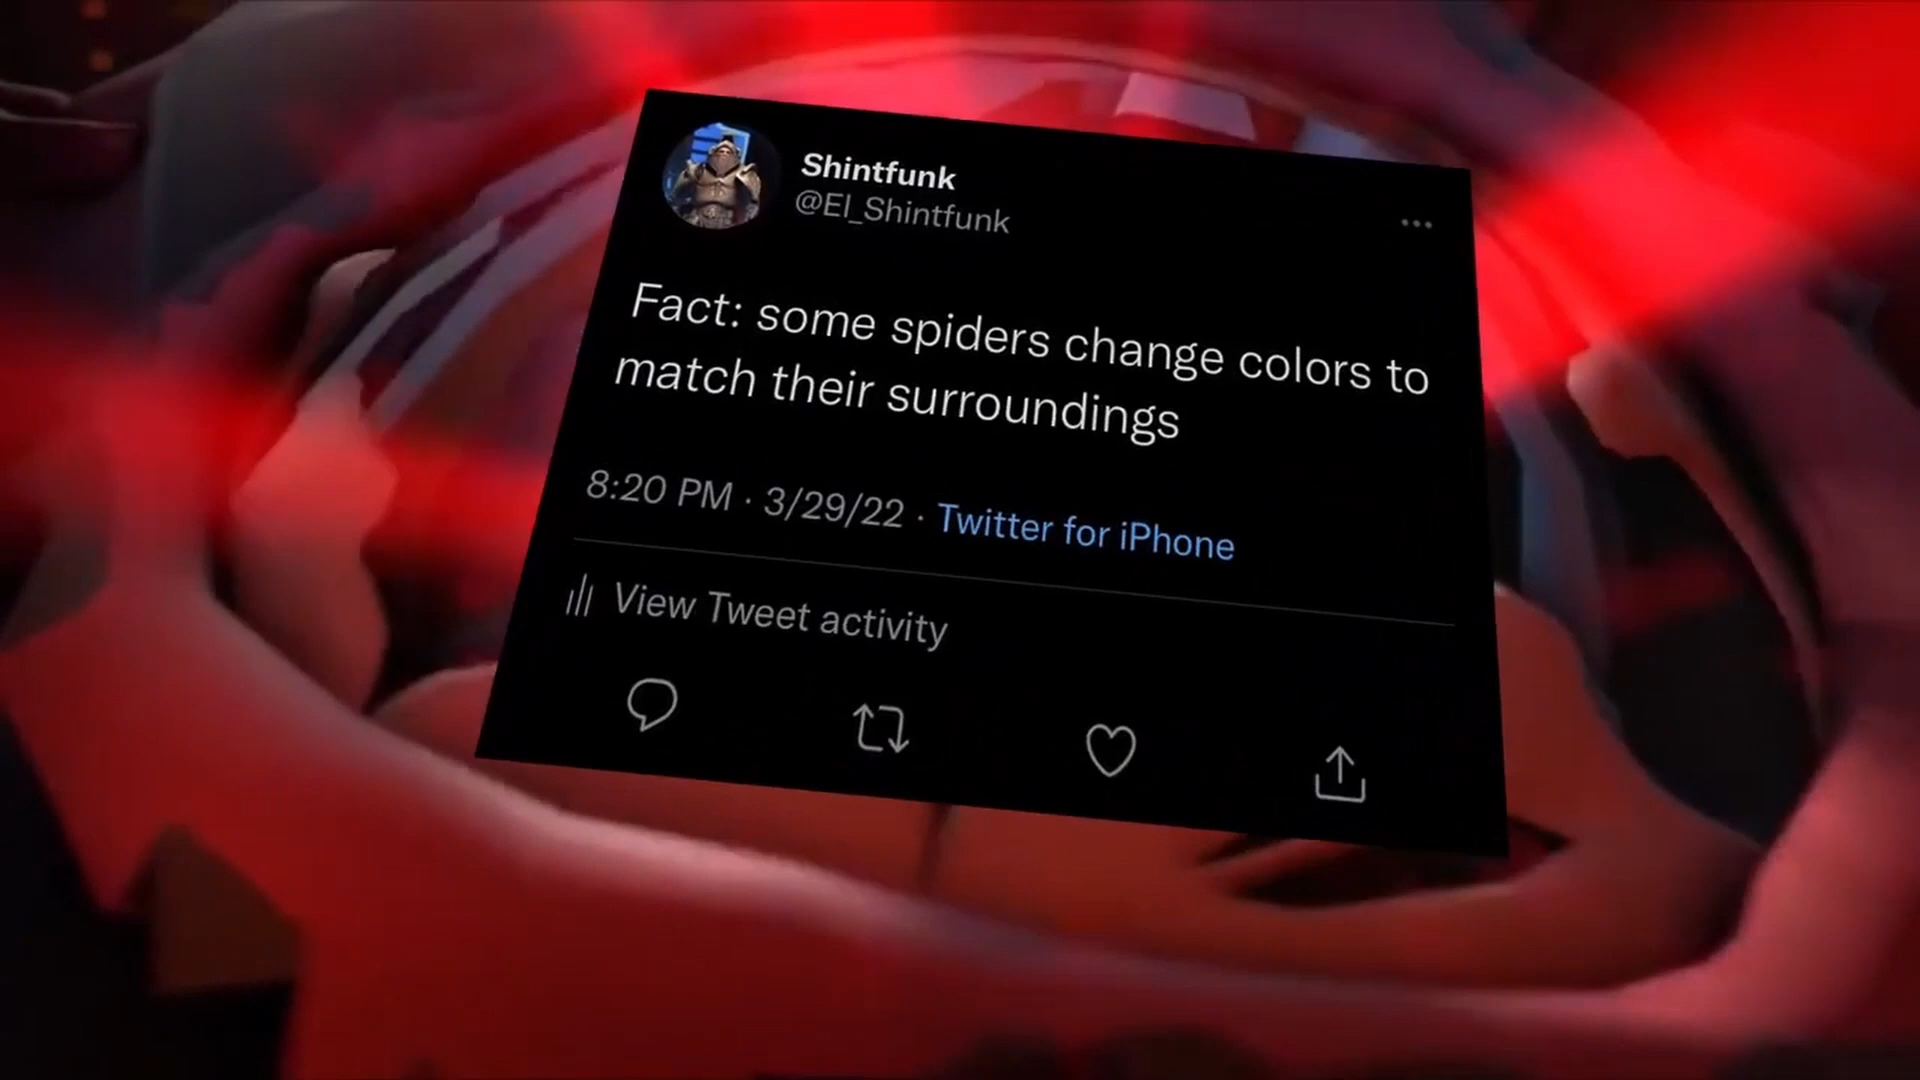 Shintfunk
@El_Shintfunk
Fact: some spiders change colors to
match their surroundings
8:20 PM · 3/29/22 · Twitter for iPhone
View Tweet activity